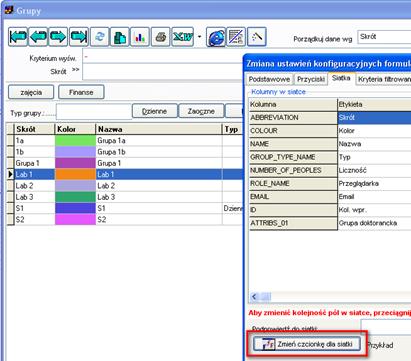 Grupy
Porządkuj dane wg
Skrót
Kryterium wyśw.
Skrót >>
zajęcia
Finanse
Typ grupy:......
Dzienne
Zaoczne
Skrót Kolor Nazwa Typ
1a Grupa 1a
1b Grupa 1b
Grupa 1 Grupa 1
Lab 1 Lab 1
Lab 2 Lab 2
Lab 3 Lab 3
S1 S1 Dzienne
S2 S2
Zmiana ustawień konfiguracyjnych formula
Podstawowe Przyciski Siatka Kryteria filtrowan
Kolumny w siatce
Kolumna Etykieta
ABBREVIATION Skrót
COLOUR Kolor
NAME Nazwa
GROUP_TYPE_NAME Typ
NUMBER_OF_PEOPLES Liczność
ROLE_NAME Przeglądarka
EMAIL Email
ID Kol. wpr.
ATTRIBS_01 Grupa doktorancka
Aby zmienić kolejność pól w siatce, przeciągnij
Podpowiedź do siatki
Zmień czcionkę dla siatki
Przykład